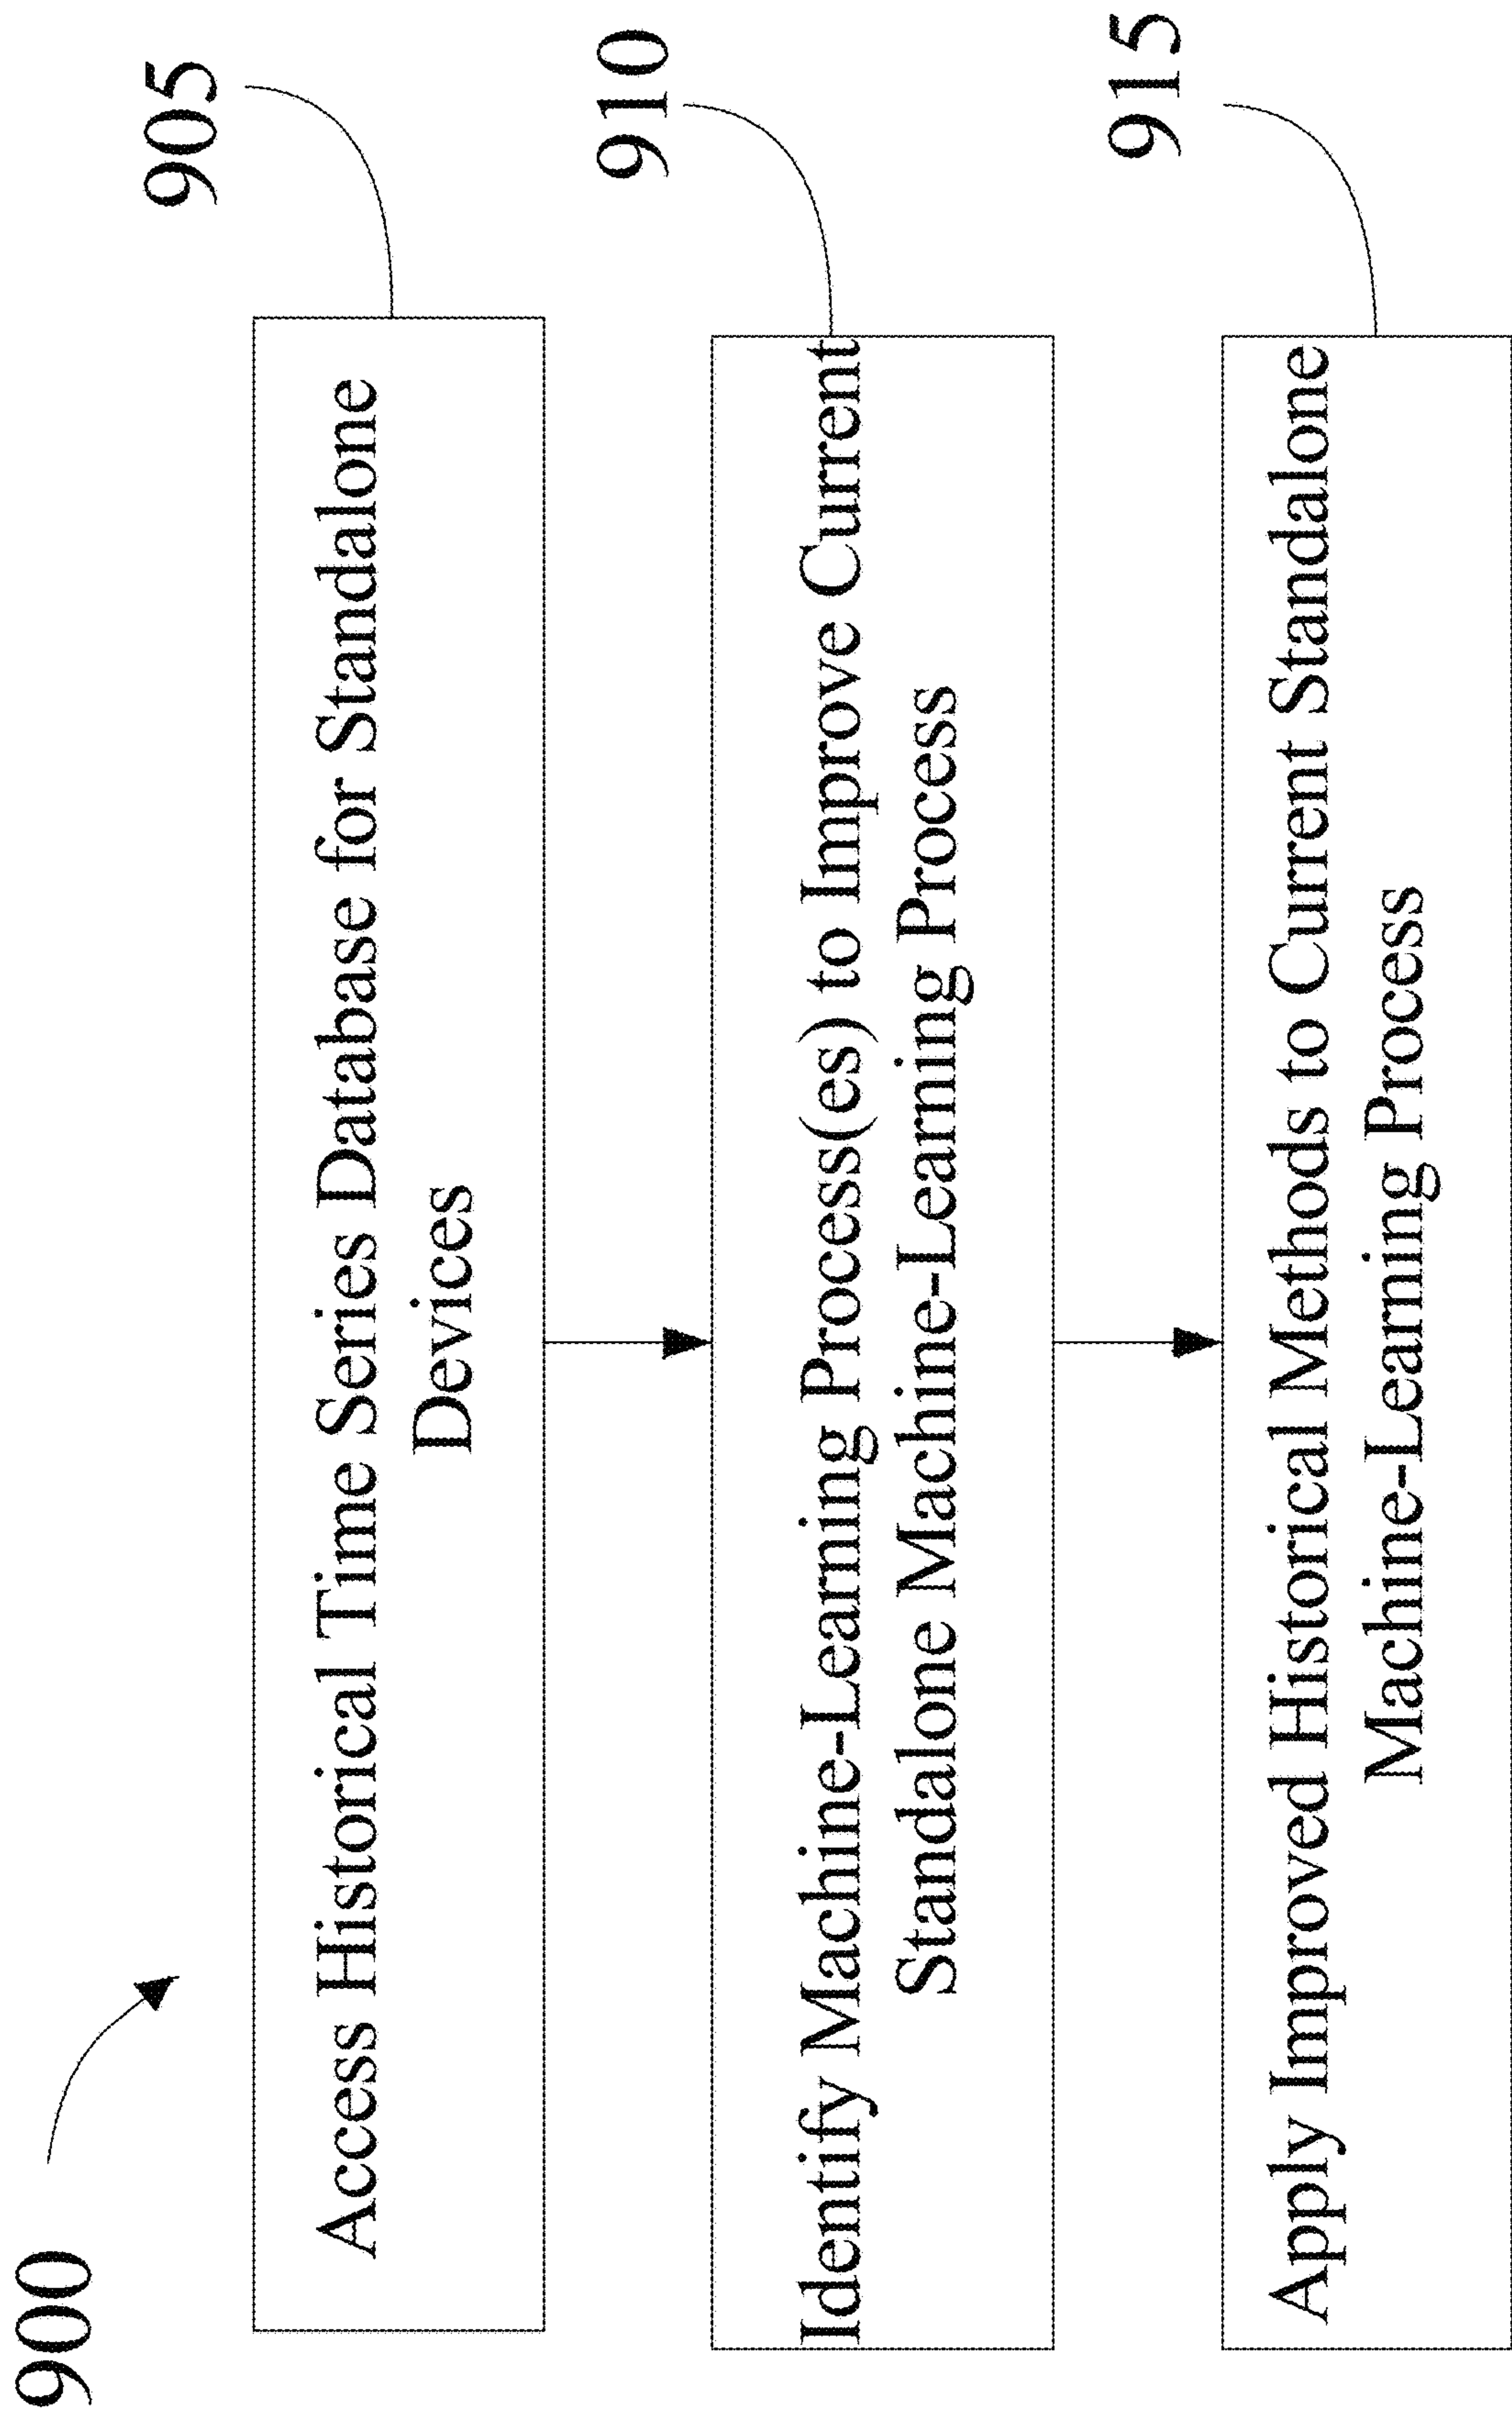 900
905
Access Historical Time Series Database for Standalone
Devices
910
Identify Machine-Learning Process(es) to Improve Current
Standalone Machine-Learning Process
915
Apply Improved Historical Methods to Current Standalone
Machine-Learning Process